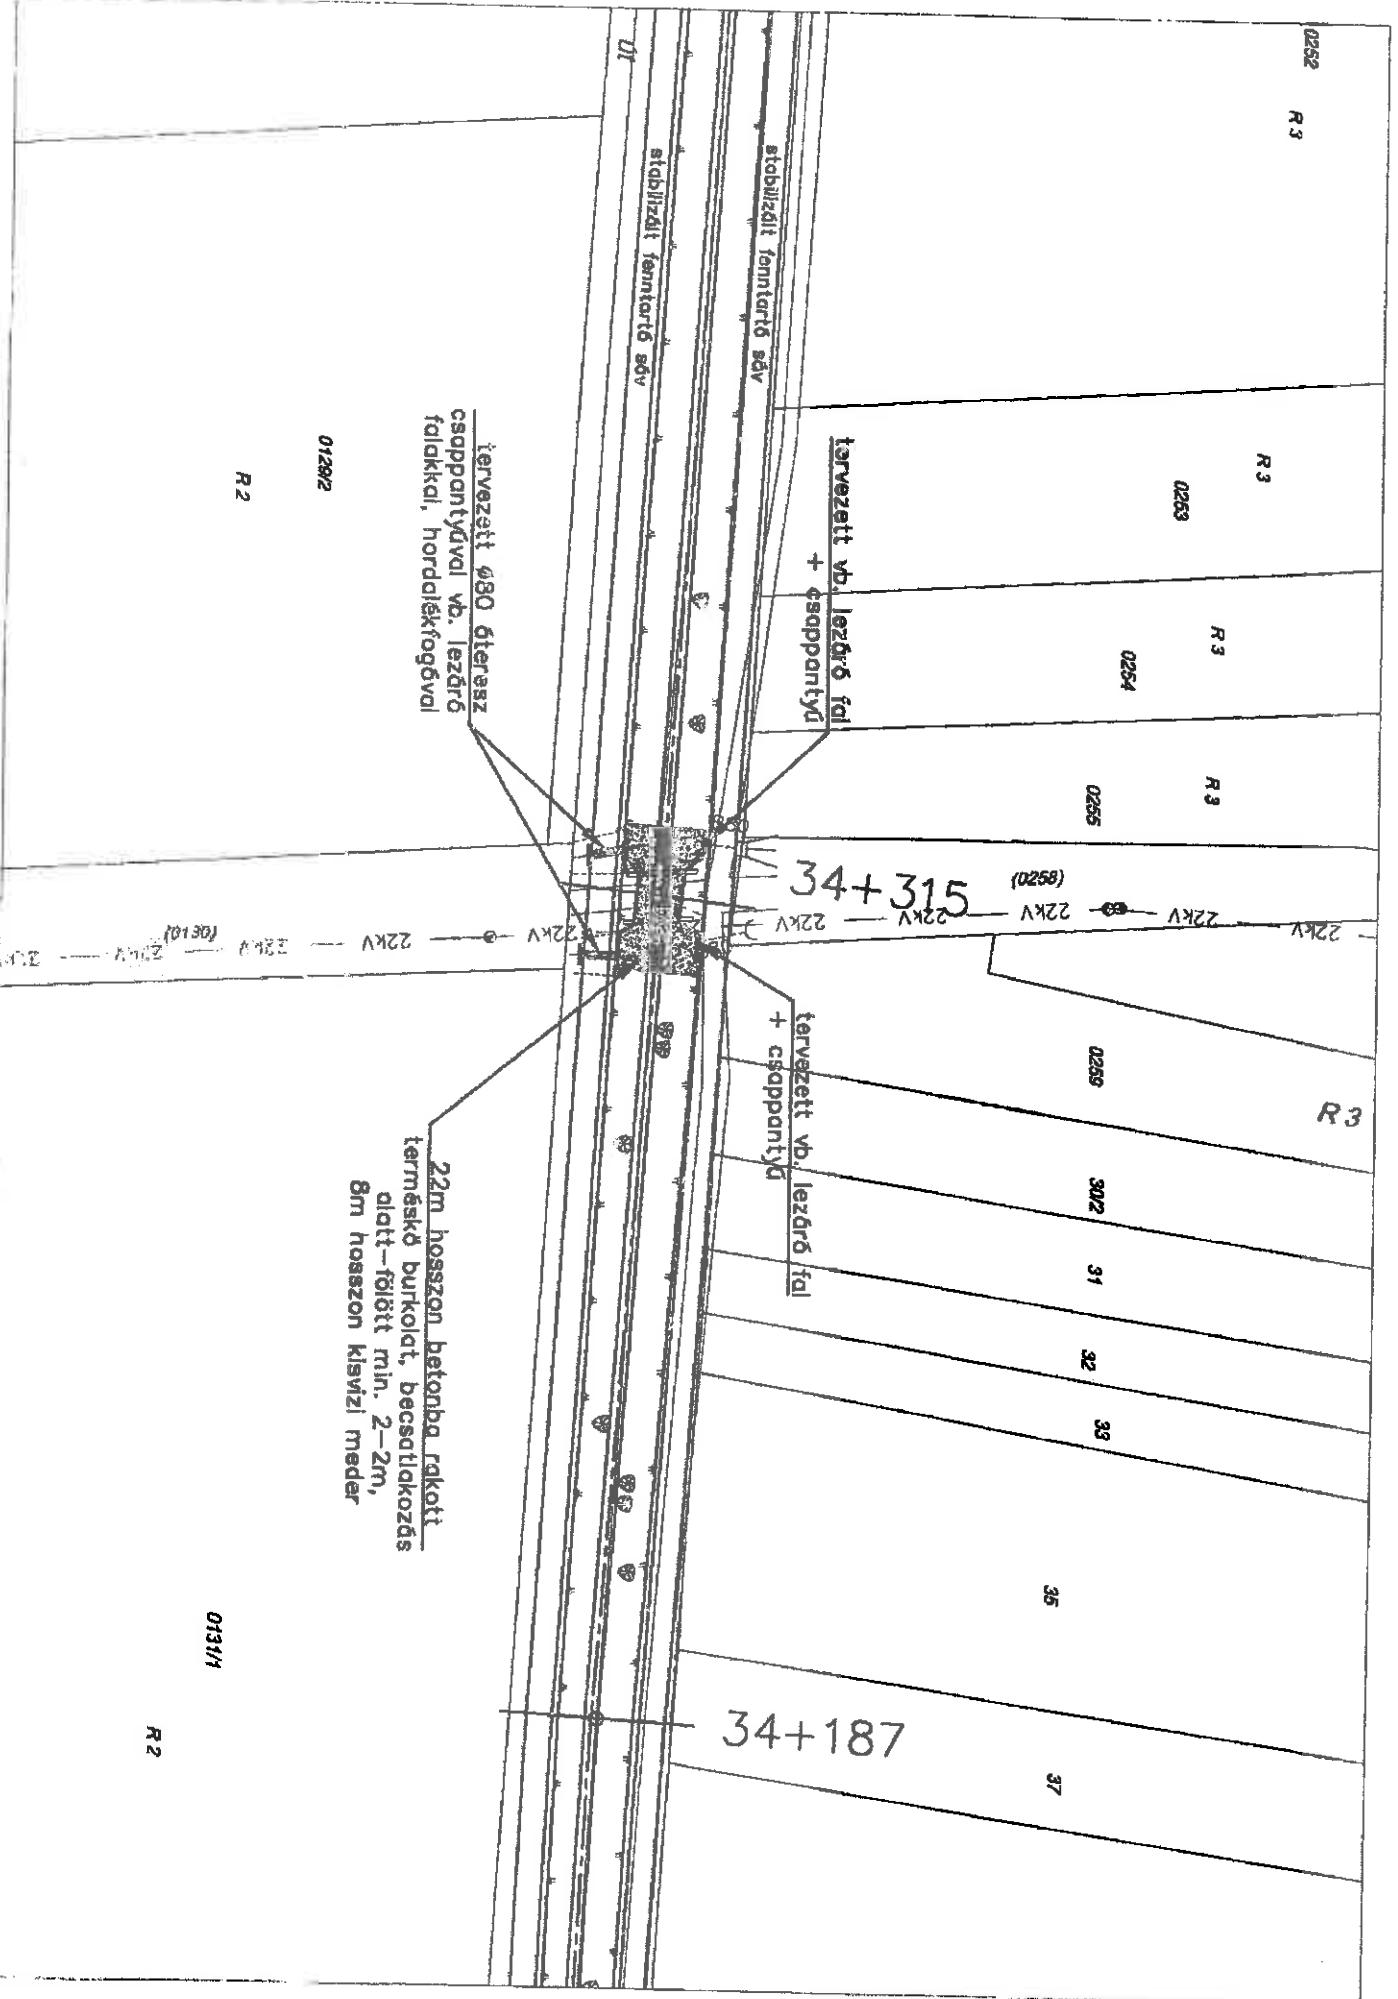 0252
R 3
ÚT
stabilizált fenntartó sáv
stabilizált fenntartó sáv
R 3
0253
R 3
0254
R 3
0255
tervezett vb. lezáró fal
+ csappantyú
0129/2
R 2
tervezett ø80 áteresz
csappantyúval vb. lezáró
falakkal, hordalékfogóval
34+315
(0258)
22kV
22kV
22kV
22kV
22kV
22kV
22kV
22kV
22kV
(0130)
tervezett vb. lezáró fal
+ csappantyú
0259
R 3
30/2
31
32
33
35
37
22m hosszon betonba rakott
terméskő burkolat, becsatlakozás
alatt-fölött min. 2-2m,
8m hosszon kisvízi meder
34+187
0131/1
R 2